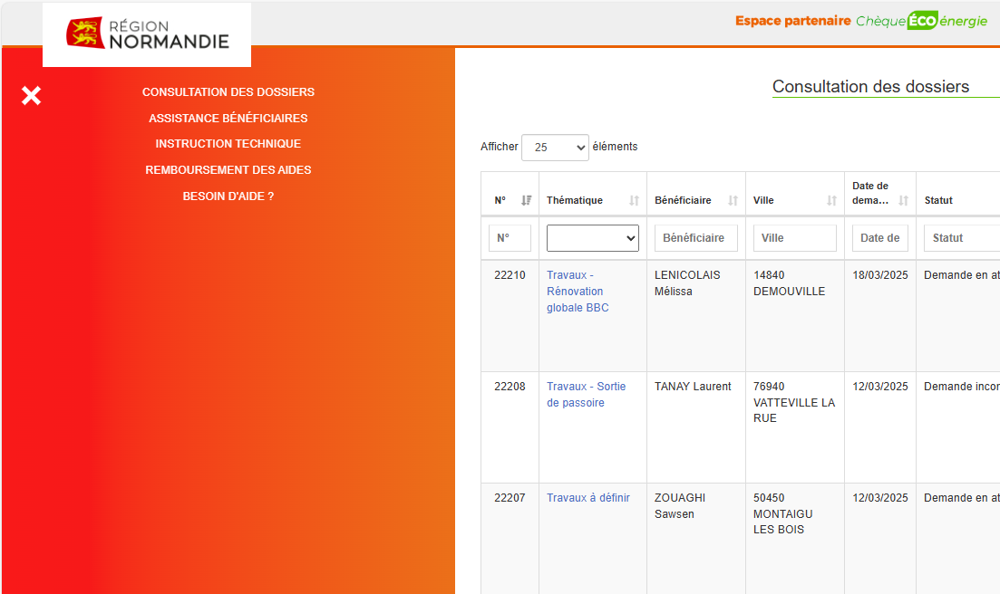 RÉGION
NORMANDIE
Espace partenaire Chèque ÉCO énergie
CONSULTATION DES DOSSIERS
ASSISTANCE BÉNÉFICIAIRES
INSTRUCTION TECHNIQUE
REMBOURSEMENT DES AIDES
BESOIN D'AIDE ?
Consultation des dossiers
Afficher 25 éléments
N° Thématique Bénéficiaire Ville Date de dema... Statut
N° Bénéficiaire Ville Date de Statut
22210 Travaux - LENICOLAIS 14840 18/03/2025 Demande en at
Rénovation Mélissa DEMOUVILLE
globale BBC
22208 Travaux - Sortie TANAY Laurent 76940 12/03/2025 Demande incor
de passoire VATTEVILLE LA
RUE
22207 Travaux à définir ZOUAGHI 50450 12/03/2025 Demande en at
Sawsen MONTAIGU
LES BOIS